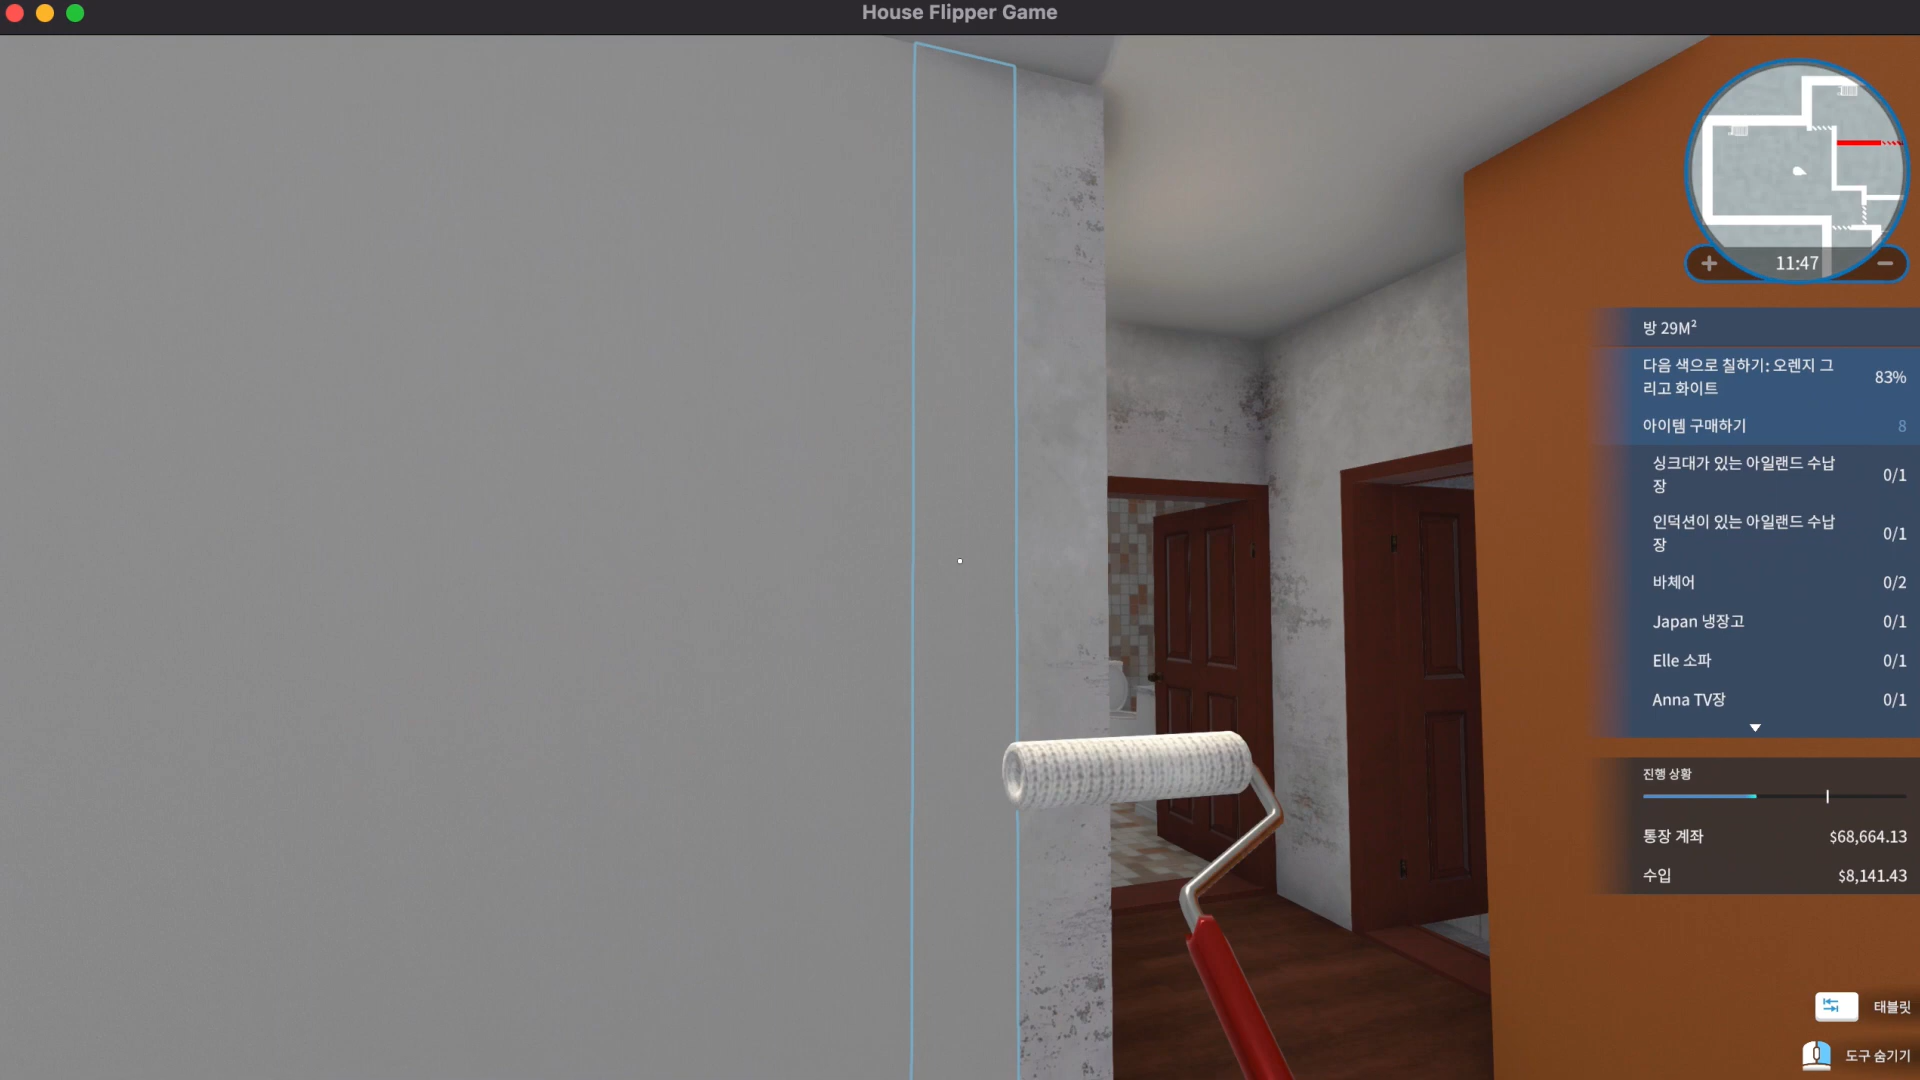 House Flipper Game
11:47
방 29M²
다음 색으로 칠하기: 오렌지 그
리고 화이트
83%
아이템 구매하기 8
싱크대가 있는 아일랜드 수납
장
0/1
인덕션이 있는 아일랜드 수납
장
0/1
바체어 0/2
Japan 냉장고 0/1
Elle 소파 0/1
Anna TV장 0/1
진행 상황
통장 계좌 $68,664.13
수입 $8,141.43
태블릿
도구 숨기기